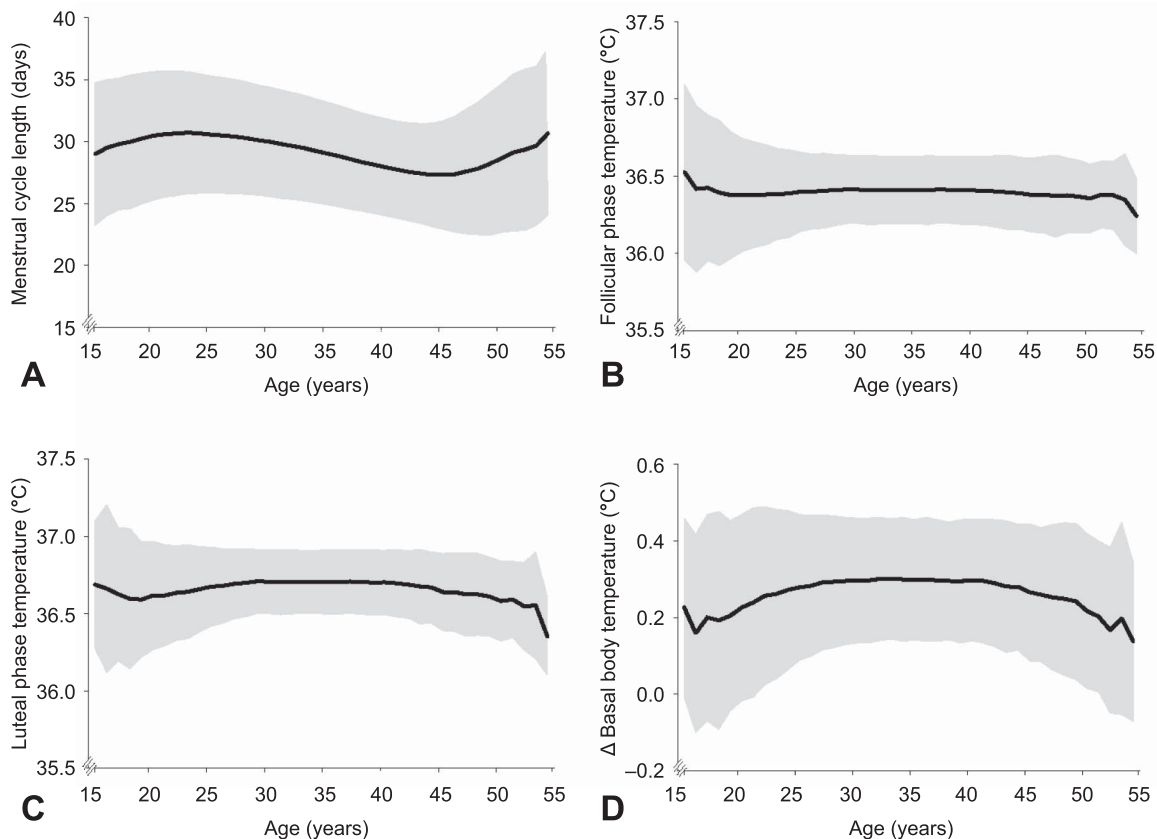 Menstrual cycle length (days)
40
35
30
25
20
15
15 20 25 30 35 40 45 50 55
Age (years)
A
Follicular phase temperature (°C)
37.5
37.0
36.5
36.0
35.5
15 20 25 30 35 40 45 50 55
Age (years)
B
Luteal phase temperature (°C)
37.5
37.0
36.5
36.0
35.5
15 20 25 30 35 40 45 50 55
Age (years)
C
Δ Basal body temperature (°C)
0.6
0.4
0.2
0.0
–0.2
15 20 25 30 35 40 45 50 55
Age (years)
D